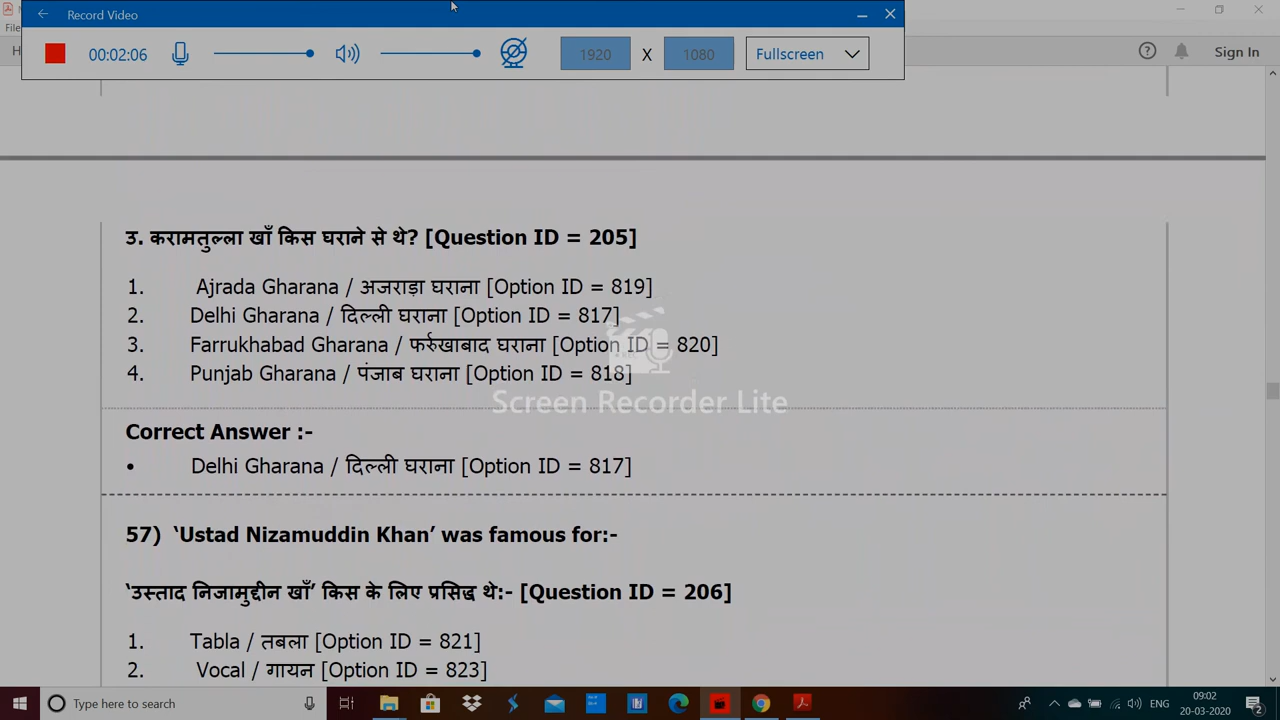 Record Video
00:02:06
1920 X 1080 Fullscreen
Sign In
उ. करामतुल्ला खाँ किस घराने से थे? [Question ID = 205]
1. Ajrada Gharana / अजराड़ा घराना [Option ID = 819]
2. Delhi Gharana / दिल्ली घराना [Option ID = 817]
3. Farrukhabad Gharana / फर्रुखाबाद घराना [Option ID = 820]
4. Punjab Gharana / पंजाब घराना [Option ID = 818]
Screen Recorder Lite
Correct Answer :-
• Delhi Gharana / दिल्ली घराना [Option ID = 817]
57) ‘Ustad Nizamuddin Khan’ was famous for:-
‘उस्ताद निजामुद्दीन खाँ’ किस के लिए प्रसिद्ध थे:- [Question ID = 206]
1. Tabla / तबला [Option ID = 821]
2. Vocal / गायन [Option ID = 823]
Type here to search
ENG
09:02
20-03-2020
2